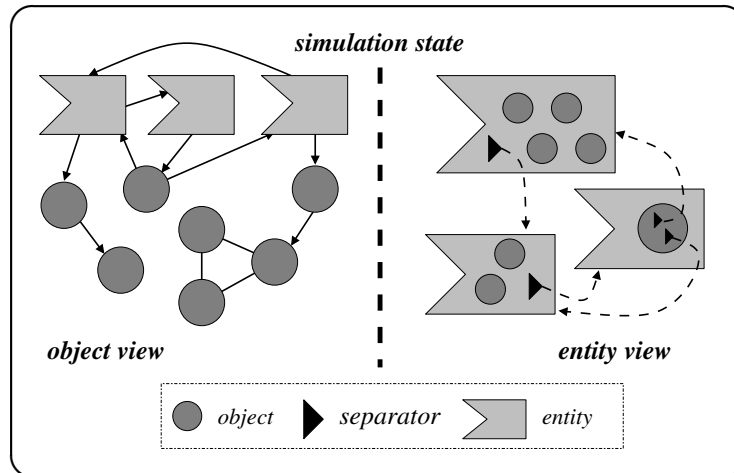 simulation state
object view
entity view
object
separator
entity